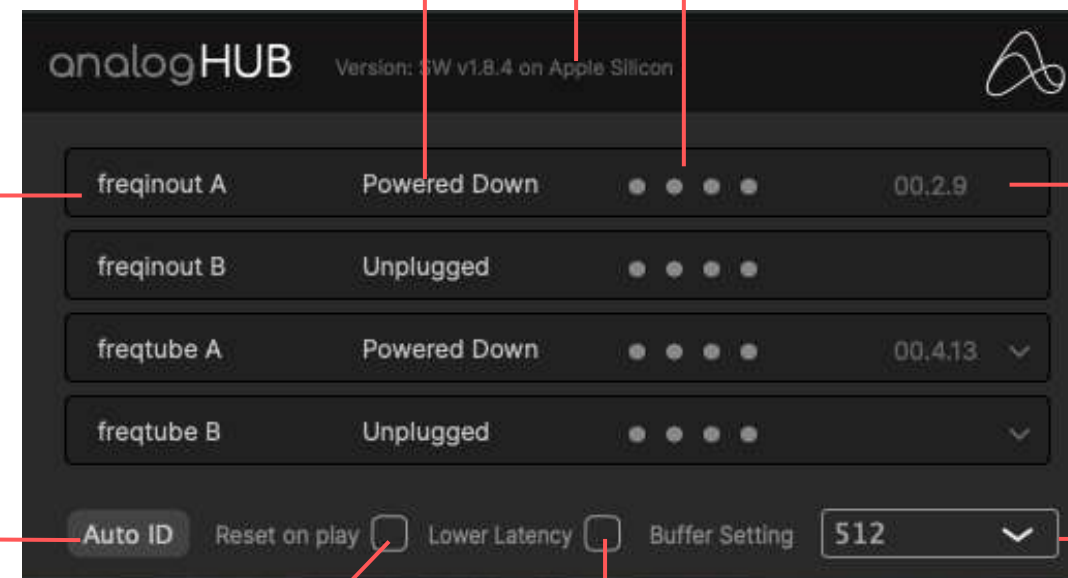 analogHUB Version: SW v1.8.4 on Apple Silicon
freqinout A Powered Down 00.2.9
freqinout B Unplugged
freqtube A Powered Down 00.4.13
freqtube B Unplugged
Auto ID Reset on play Lower Latency Buffer Setting 512